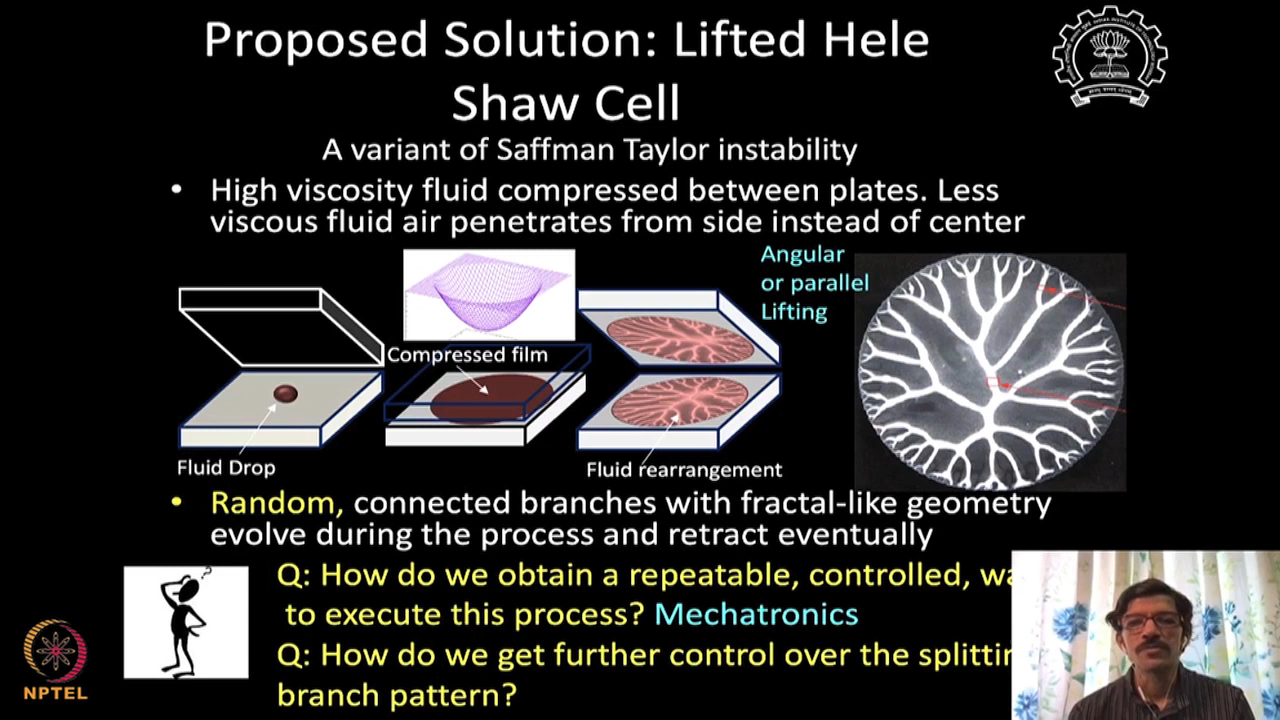 Proposed Solution: Lifted Hele
Shaw Cell
A variant of Saffman Taylor instability
• High viscosity fluid compressed between plates. Less
viscous fluid air penetrates from side instead of center
Angular
or parallel
Lifting
Compressed film
Fluid Drop
Fluid rearrangement
• Random, connected branches with fractal-like geometry
evolve during the process and retract eventually
Q: How do we obtain a repeatable, controlled,
to execute this process? Mechatronics
Q: How do we get further control over the
branch pattern?
?
NPTEL